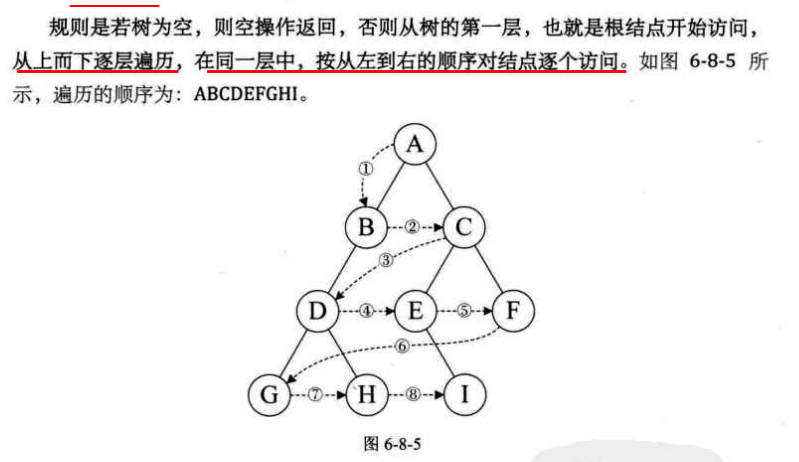 规则是若树为空，则空操作返回，否则从树的第一层，也就是根结点开始访问，
从上而下逐层遍历，在同一层中，按从左到右的顺序对结点逐个访问。如图 6-8-5 所
示，遍历的顺序为：ABCDEFGHI。
A
①
B ② C
③
D ④ E ⑤ F
⑥
G ⑦ H ⑧ I
图 6-8-5